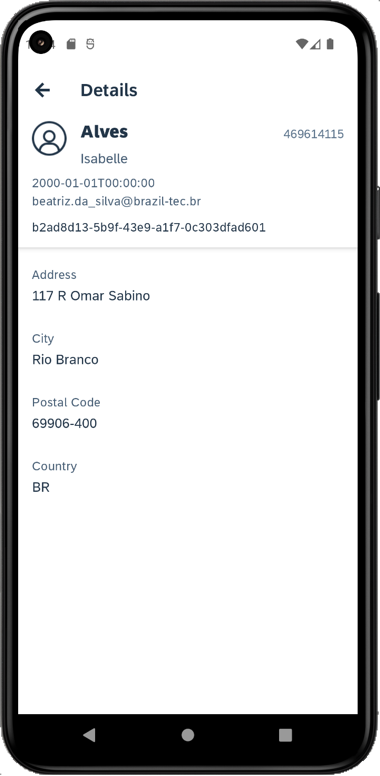 Details
Alves
469614115
Isabelle
2000-01-01T00:00:00
beatriz.da_silva@brazil-tec.br
b2ad8d13-5b9f-43e9-a1f7-0c303dfad601
Address
117 R Omar Sabino
City
Rio Branco
Postal Code
69906-400
Country
BR